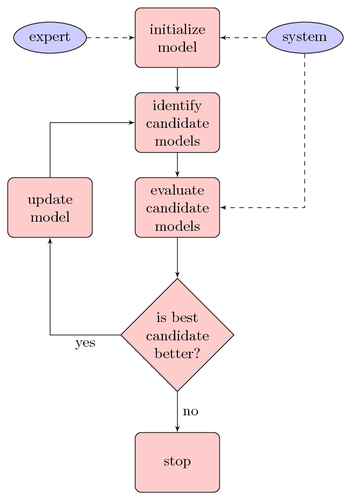 expert
initialize
model
system
identify
candidate
models
update
model
evaluate
candidate
models
is best
candidate
better?
yes
no
stop